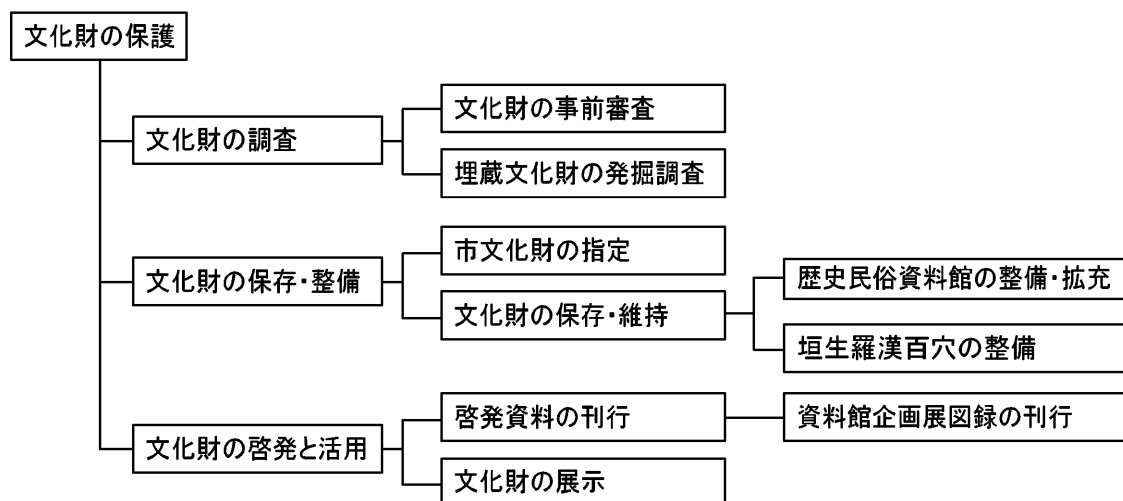 文化財の保護
文化財の調査
文化財の事前審査
埋蔵文化財の発掘調査
文化財の保存・整備
市文化財の指定
文化財の保存・維持
歴史民俗資料館の整備・拡充
垣生羅漢百穴の整備
文化財の啓発と活用
啓発資料の刊行
資料館企画展図録の刊行
文化財の展示